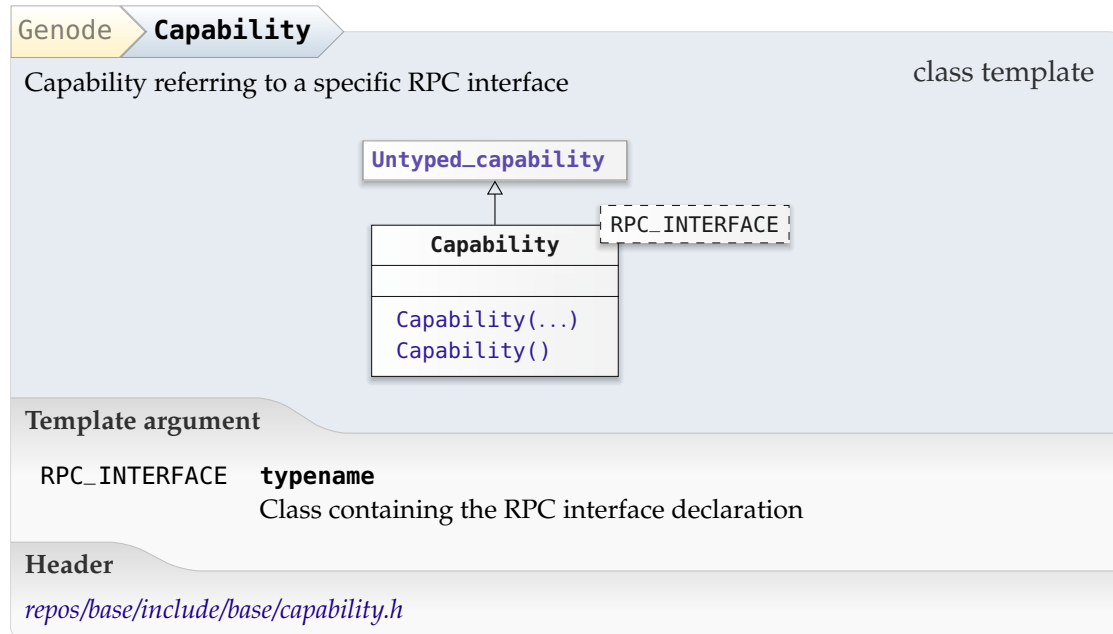 Genode Capability
class template
Capability referring to a specific RPC interface
Untyped_capability
RPC_INTERFACE
Capability
Capability(...)
Capability()
Template argument
RPC_INTERFACE typename
Class containing the RPC interface declaration
Header
repos/base/include/base/capability.h